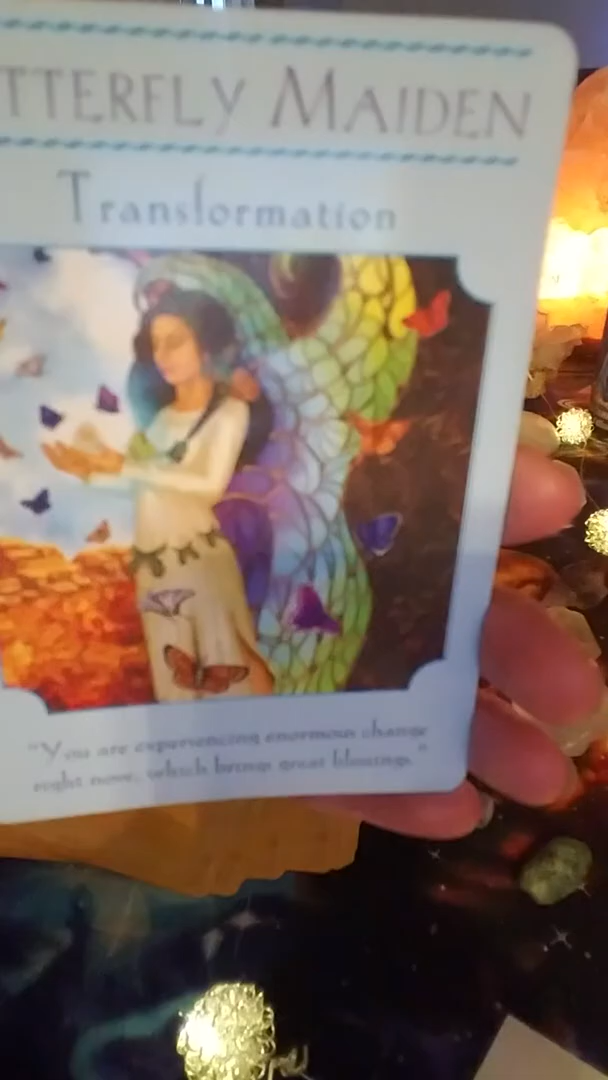 TTERFLY MAIDEN
Transformation
"You are experiencing enormous change
right now, which brings great blessings."